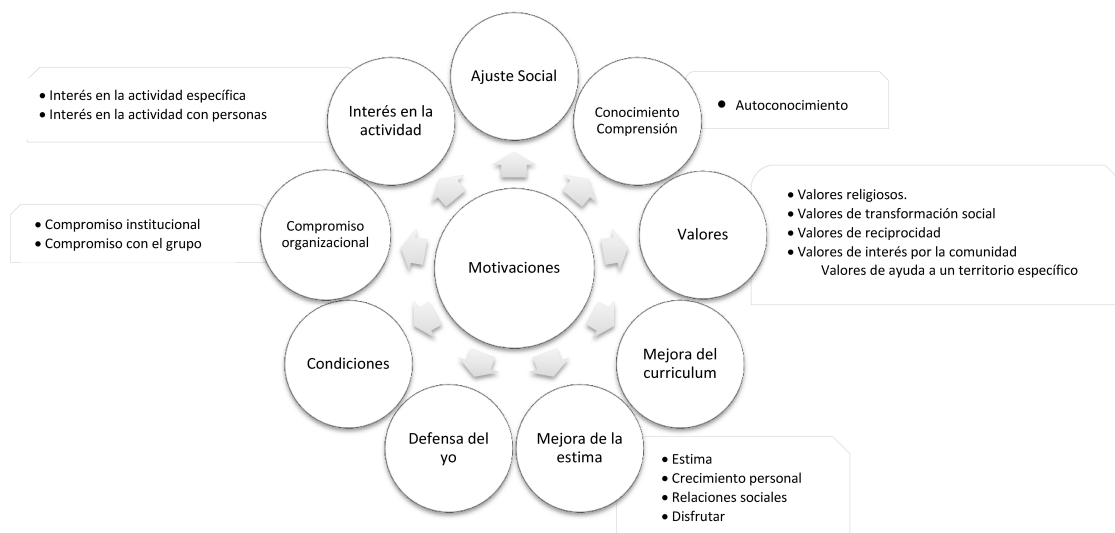 Ajuste Social
• Interés en la actividad específica
• Interés en la actividad con personas
Interés en la
actividad
Conocimiento
Comprensión
• Autoconocimiento
• Compromiso institucional
• Compromiso con el grupo
Compromiso
organizacional
Motivaciones
Valores
• Valores religiosos.
• Valores de transformación social
• Valores de reciprocidad
• Valores de interés por la comunidad
Valores de ayuda a un territorio específico
Condiciones
Mejora del
curriculum
Defensa del
yo
Mejora de la
estima
• Estima
• Crecimiento personal
• Relaciones sociales
• Disfrutar